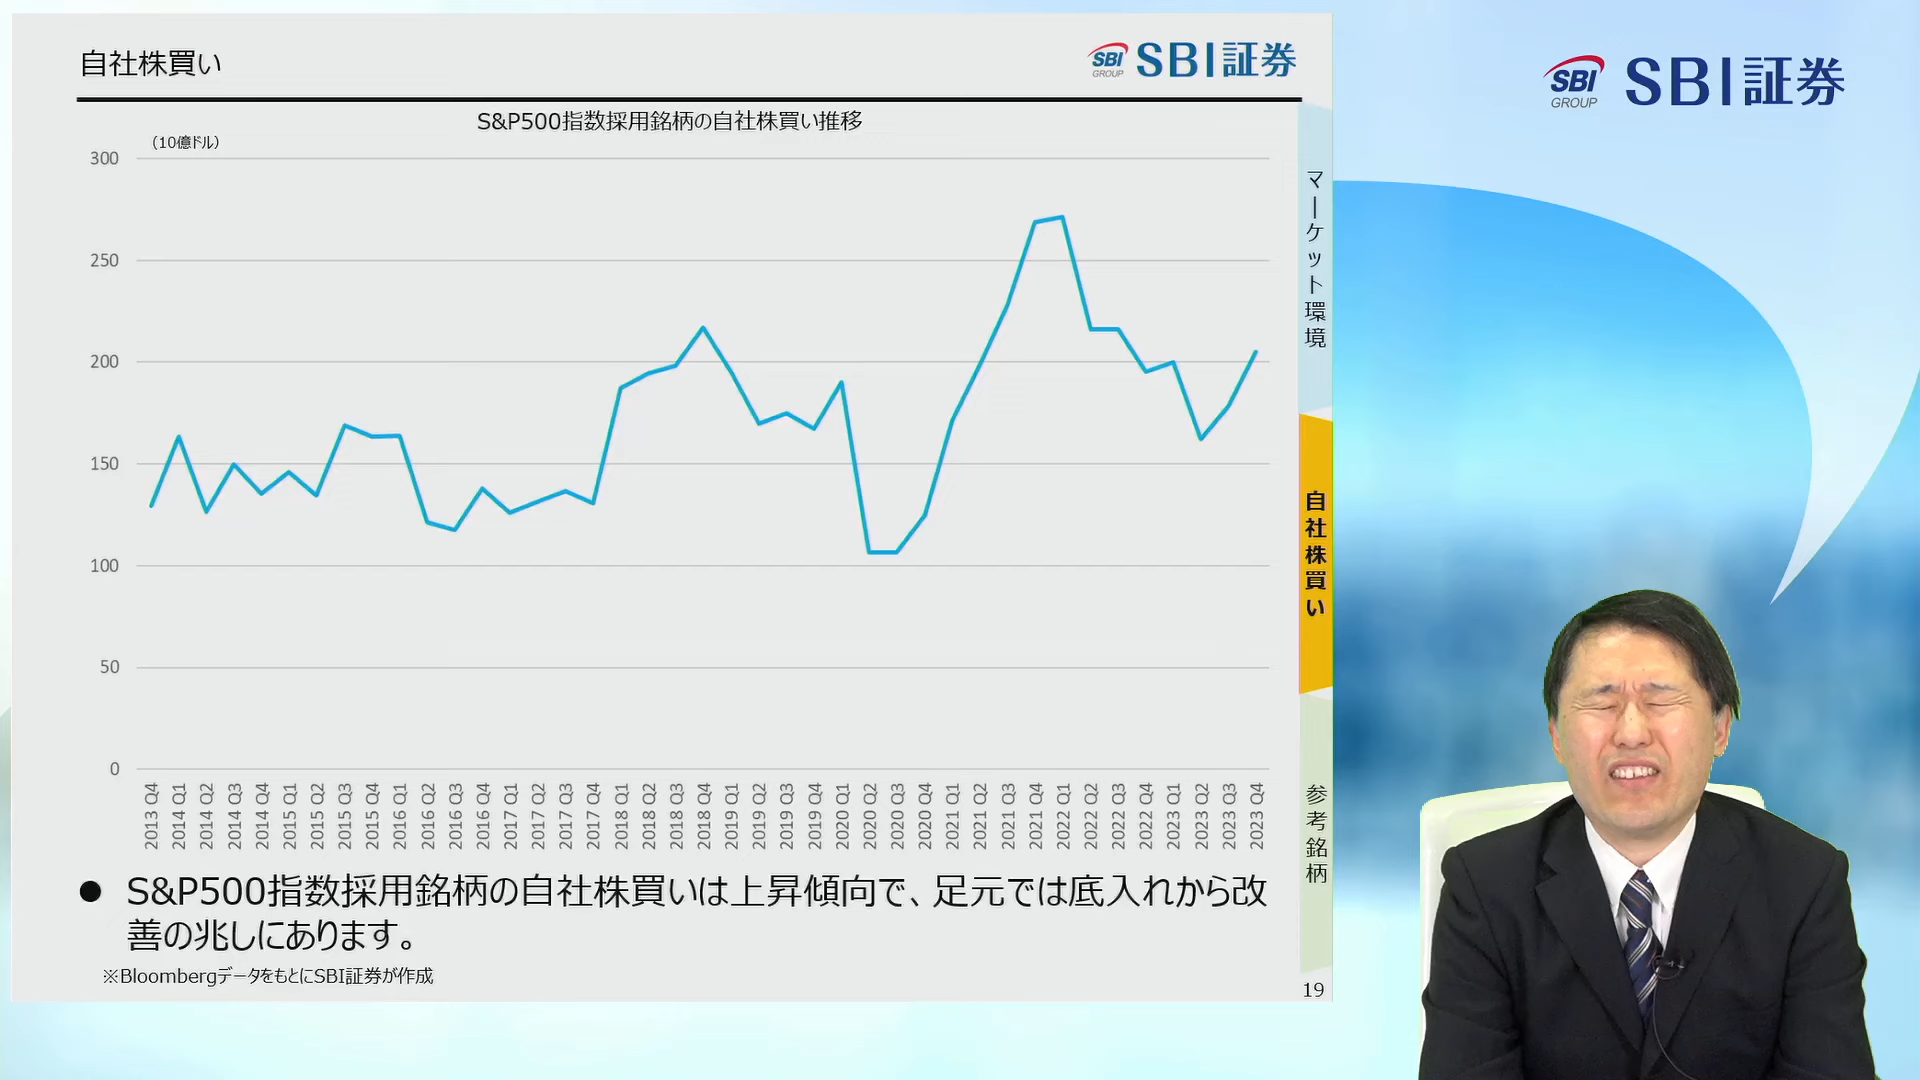 自社株買い
SBI
GROUP
SBI証券
SBI
GROUP
SBI証券
S&P500指数採用銘柄の自社株買い推移
（10億ドル）
300
250
200
150
100
50
0
2013 Q4
2014 Q1
2014 Q2
2014 Q3
2014 Q4
2015 Q1
2015 Q2
2015 Q3
2015 Q4
2016 Q1
2016 Q2
2016 Q3
2016 Q4
2017 Q1
2017 Q2
2017 Q3
2017 Q4
2018 Q1
2018 Q2
2018 Q3
2018 Q4
2019 Q1
2019 Q2
2019 Q3
2019 Q4
2020 Q1
2020 Q2
2020 Q3
2020 Q4
2021 Q1
2021 Q2
2021 Q3
2021 Q4
2022 Q1
2022 Q2
2022 Q3
2022 Q4
2023 Q1
2023 Q2
2023 Q3
2023 Q4
マーケット環境
自社株買い
参考銘柄
● S&P500指数採用銘柄の自社株買いは上昇傾向で、足元では底入れから改
善の兆しにあります。
※BloombergデータをもとにSBI証券が作成
19